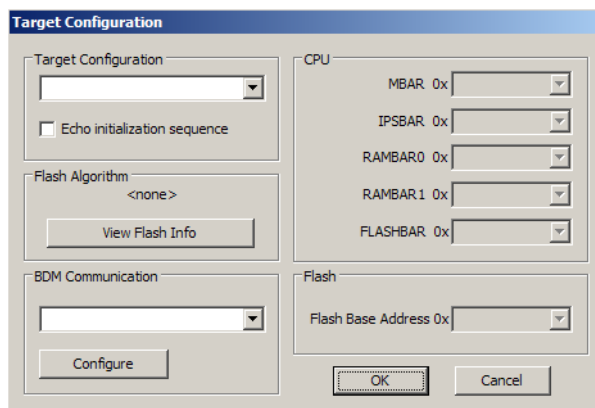 Target Configuration
Target Configuration
Echo initialization sequence
Flash Algorithm
<none>
View Flash Info
BDM Communication
Configure
CPU
MBAR 0x
IPSBAR 0x
RAMBAR0 0x
RAMBAR1 0x
FLASHBAR 0x
Flash
Flash Base Address 0x
OK
Cancel